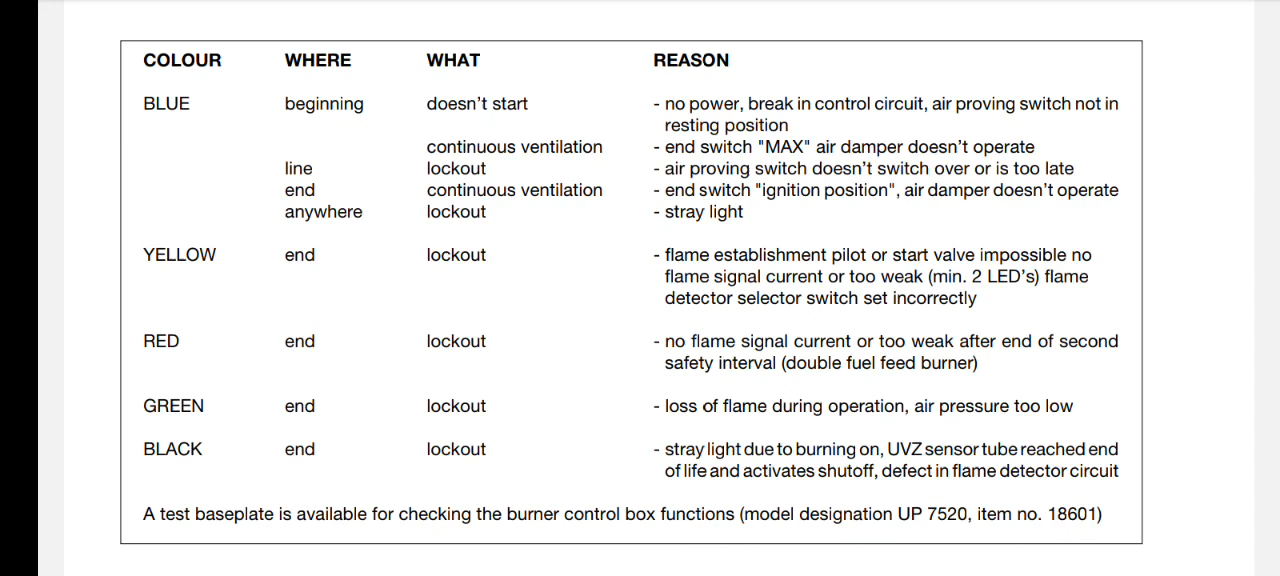 COLOUR WHERE WHAT REASON
BLUE beginning doesn't start - no power, break in control circuit, air proving switch not in
resting position
continuous ventilation - end switch "MAX" air damper doesn't operate
line lockout - air proving switch doesn't switch over or is too late
end continuous ventilation - end switch "ignition position", air damper doesn't operate
anywhere lockout - stray light
YELLOW end lockout - flame establishment pilot or start valve impossible no
flame signal current or too weak (min. 2 LED's) flame
detector selector switch set incorrectly
RED end lockout - no flame signal current or too weak after end of second
safety interval (double fuel feed burner)
GREEN end lockout - loss of flame during operation, air pressure too low
BLACK end lockout - stray light due to burning on, UVZ sensor tube reached end
of life and activates shutoff, defect in flame detector circuit
A test baseplate is available for checking the burner control box functions (model designation UP 7520, item no. 18601)